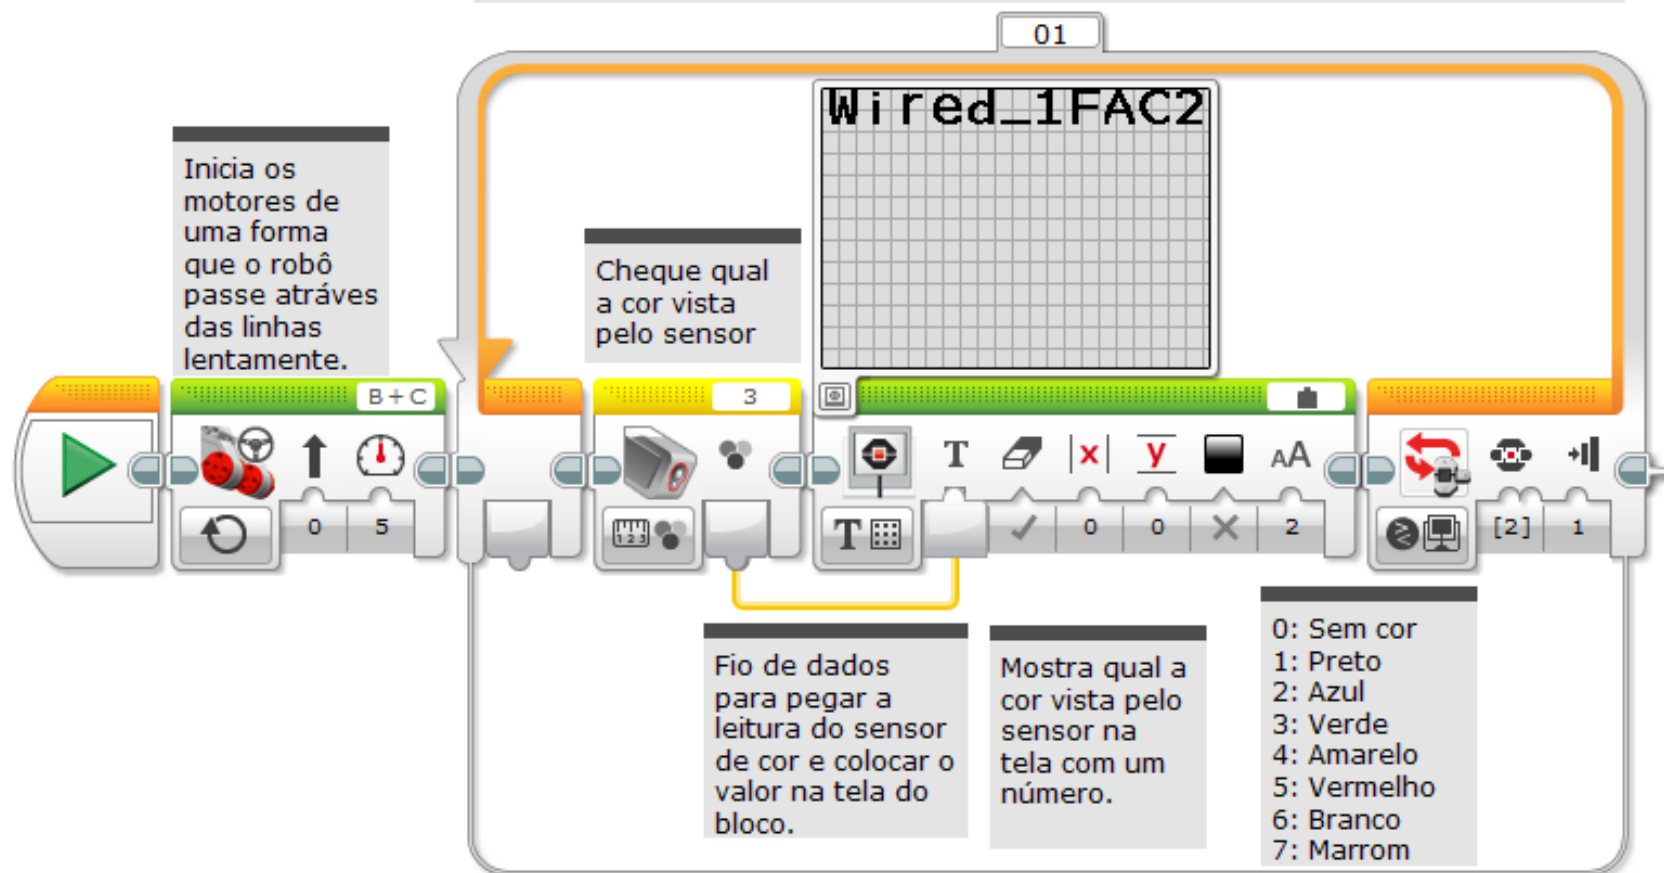 01
Wired_1FAC2
Inicia os
motores de
uma forma
que o robô
passe atráves
das linhas
lentamente.
Cheque qual
a cor vista
pelo sensor
B+C
3
T
x
y
AA
0
5
123
T
0
0
2
[2]
1
Fio de dados
para pegar a
leitura do sensor
de cor e colocar o
valor na tela do
bloco.
Mostra qual a
cor vista pelo
sensor na
tela com um
número.
0: Sem cor
1: Preto
2: Azul
3: Verde
4: Amarelo
5: Vermelho
6: Branco
7: Marrom